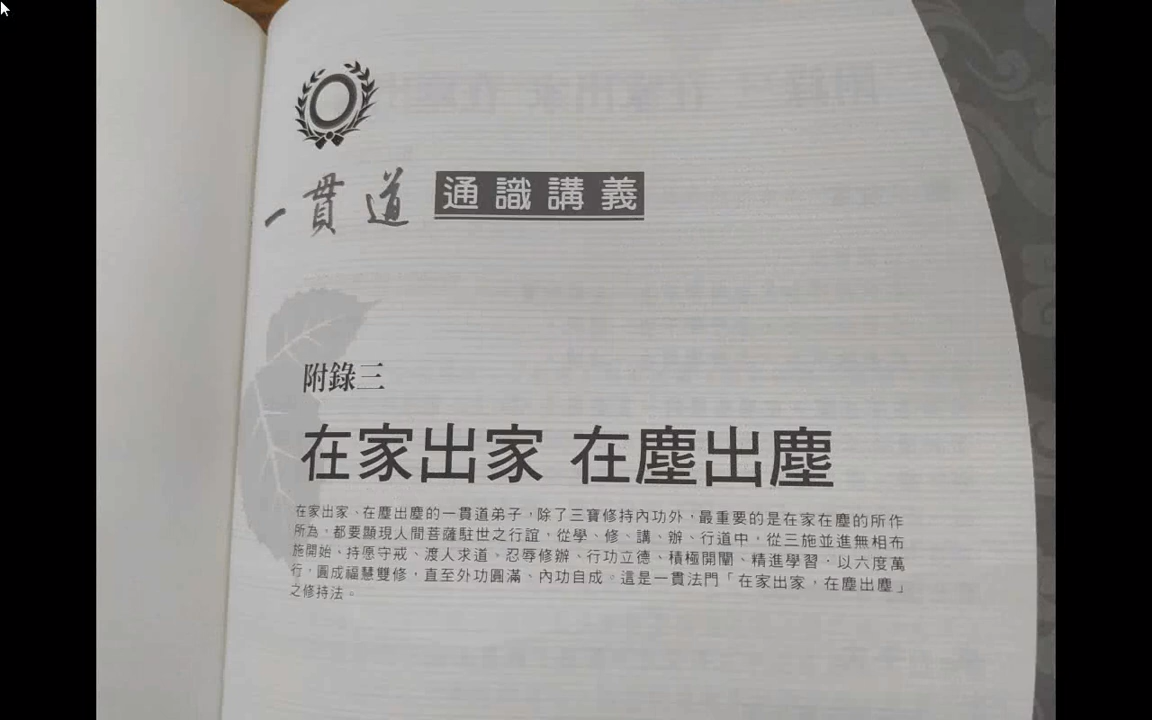 一貫道 通識講義
附錄三
在家出家 在塵出塵
在家出家、在塵出塵的一貫道弟子，除了三寶修持內功外，最重要的是在家在塵的所作
所為，都要顯現人間菩薩駐世之行誼，從學、修、講、辦、行道中，從三施並進無相布
施開始、持愿守戒、渡人求道。忍辱修辦、行功立德、積極開闡、精進學習，以六度萬
行，圓成福慧雙修，直至外功圓滿、內功自成。這是一貫法門「在家出家，在塵出塵」
之修持法。